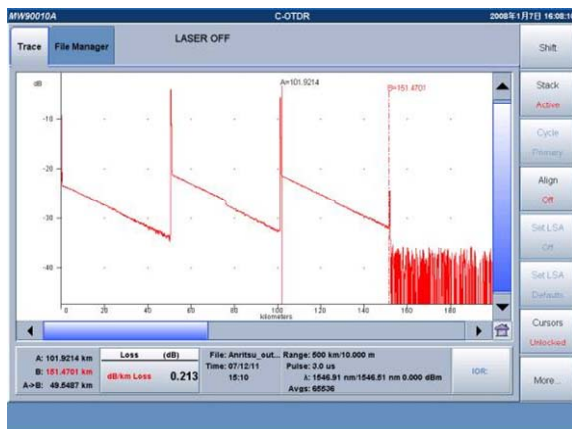 MW90010A C-OTDR 2008年1月7日 16:08:1
Trace File Manager LASER OFF
Shift
Stack
Active
Cycle
Primary
Align
Off
Set LSA
Off
Set LSA
Defaults
Cursors
Unlocked
More...
dB
A=101.9214
B=151.4701
-10
-20
-30
-40
0 20 40 60 80 100 120 140 160 180
kilometers
A: 101.9214 km
B: 151.4701 km
A->B: 49.5487 km
Loss (dB)
dB/km Loss 0.213
File: Anritsu_out...
Time: 07/12/11
15:10
Range: 500 km/10.000 m
Pulse: 3.0 us
λ: 1546.91 nm/1546.51 nm 0.000 dBm
Avgs: 65536
IOR: